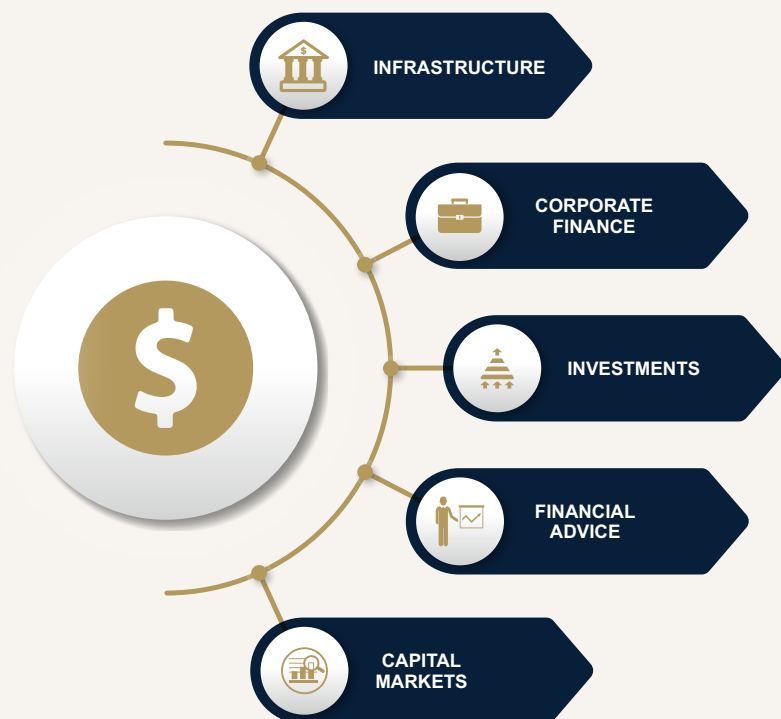 $
INFRASTRUCTURE
CORPORATE
FINANCE
INVESTMENTS
$
FINANCIAL
ADVICE
CAPITAL
MARKETS